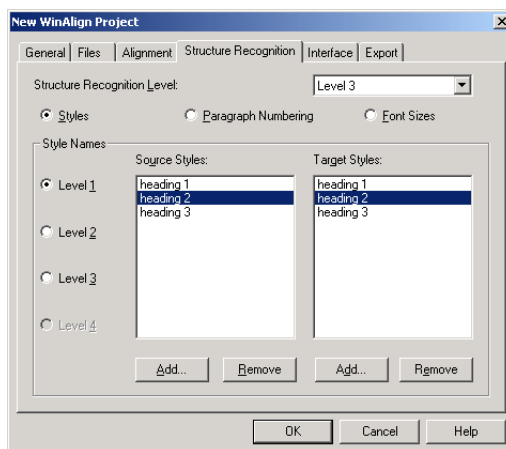 New WinAlign Project
General Files Alignment Structure Recognition Interface Export
Structure Recognition Level: Level 3
Styles Paragraph Numbering Font Sizes
Style Names
Source Styles: Target Styles:
Level 1 heading 1 heading 1
heading 2 heading 2
heading 3 heading 3
Level 2
Level 3
Level 4
Add... Remove Add... Remove
OK Cancel Help